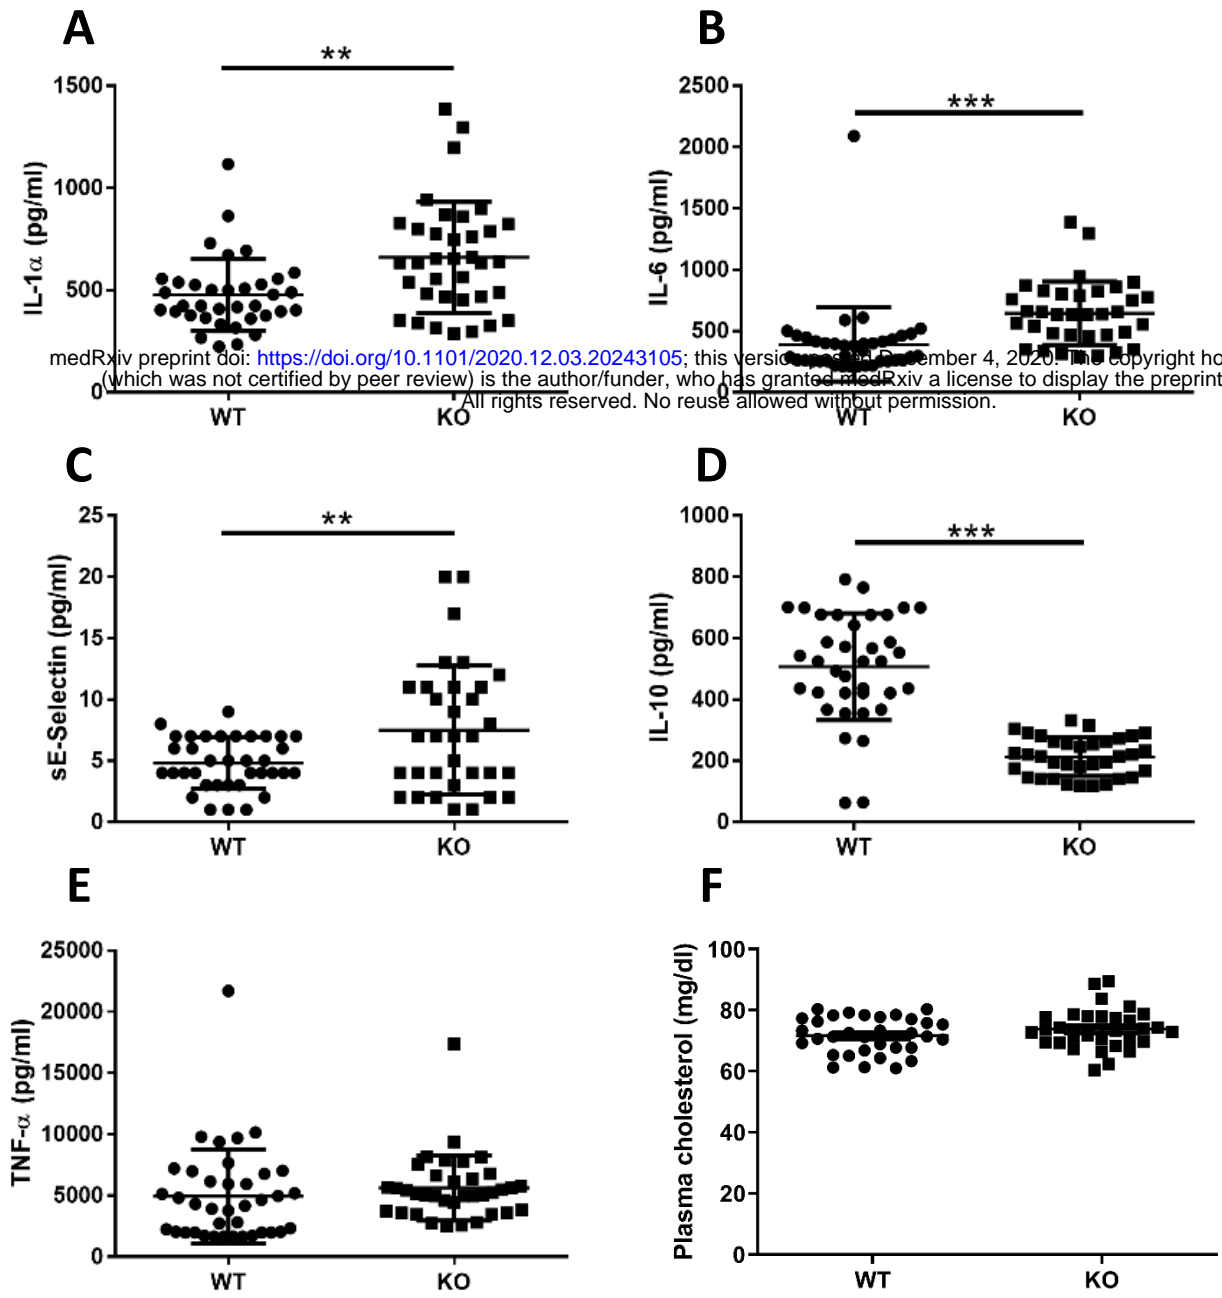 A
B
**
***
1500
1000
500
0
IL-1α (pg/ml)
2500
2000
1500
1000
500
0
IL-6 (pg/ml)
medRxiv preprint doi: https://doi.org/10.1101/2020.12.03.20243105; this version posted December 4, 2020. The copyright ho
(which was not certified by peer review) is the author/funder, who has granted medRxiv a license to display the preprint
All rights reserved. No reuse allowed without permission.
WT
KO
WT
KO
C
D
**
***
25
20
15
10
5
0
sE-Selectin (pg/ml)
1000
800
600
400
200
0
IL-10 (pg/ml)
WT
KO
WT
KO
E
F
25000
20000
15000
10000
5000
0
TNF-α (pg/ml)
100
80
60
40
20
0
Plasma cholesterol (mg/dl)
WT
KO
WT
KO